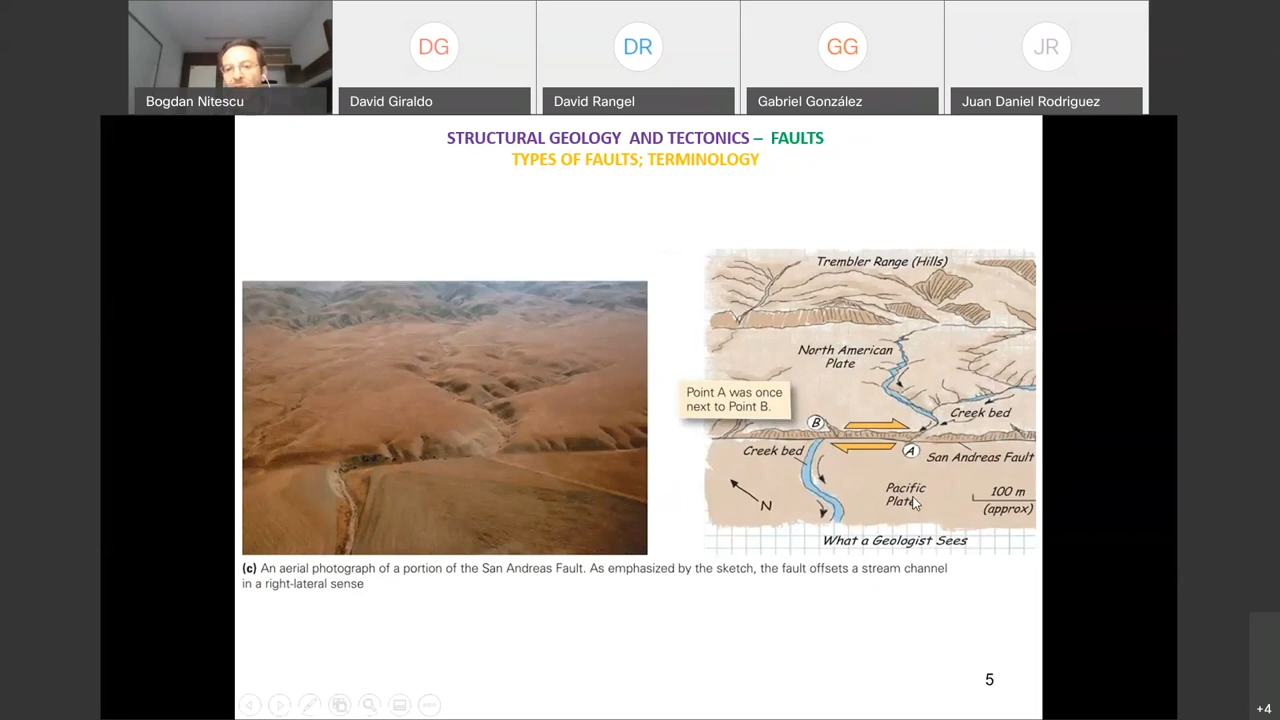 DG
DR
GG
JR
Bogdan Nitescu
David Giraldo
David Rangel
Gabriel González
Juan Daniel Rodriguez
STRUCTURAL GEOLOGY AND TECTONICS – FAULTS
TYPES OF FAULTS; TERMINOLOGY
Trembler Range (Hills)
North American
Plate
Point A was once
next to Point B.
Creek bed
B
Creek bed
A
San Andreas Fault
Pacific
Plate
N
100 m
(approx)
What a Geologist Sees
(c) An aerial photograph of a portion of the San Andreas Fault. As emphasized by the sketch, the fault offsets a stream channel
in a right-lateral sense
5
+4